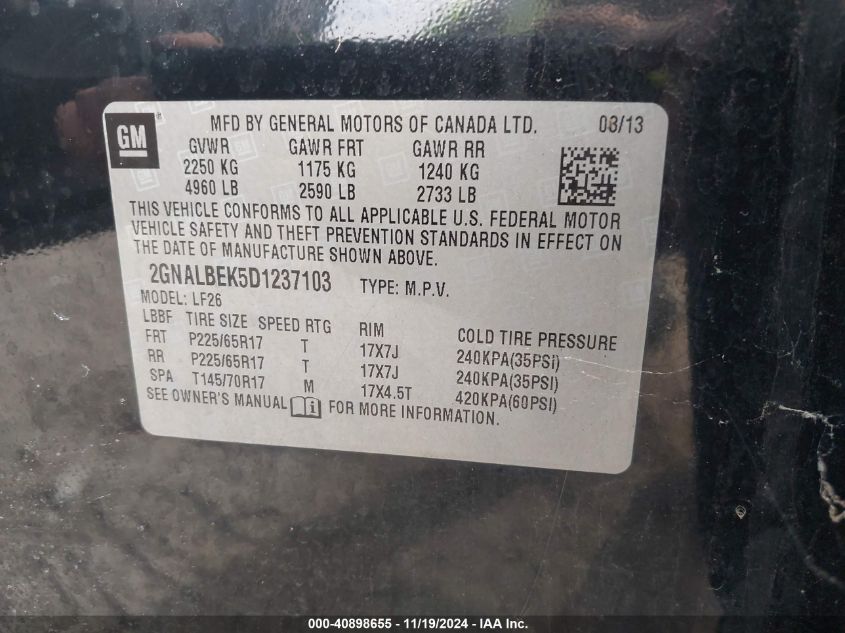 GM
MFD BY GENERAL MOTORS OF CANADA LTD. 03/13
GVWR GAWR FRT GAWR RR
2250 KG 1175 KG 1240 KG
4960 LB 2590 LB 2733 LB
THIS VEHICLE CONFORMS TO ALL APPLICABLE U.S. FEDERAL MOTOR
VEHICLE SAFETY AND THEFT PREVENTION STANDARDS IN EFFECT ON
THE DATE OF MANUFACTURE SHOWN ABOVE.
2GNALBEK5D1237103 TYPE: M.P.V.
MODEL: LF26
LBBF TIRE SIZE SPEED RTG RIM COLD TIRE PRESSURE
FRT P225/65R17 T 17X7J 240KPA(35PSI)
RR P225/65R17 T 17X7J 240KPA(35PSI)
SPA T145/70R17 M 17X4.5T 420KPA(60PSI)
SEE OWNER'S MANUAL FOR MORE INFORMATION.
000-40898655 - 11/19/2024 - IAAI.com. Copyright IAA, Inc.